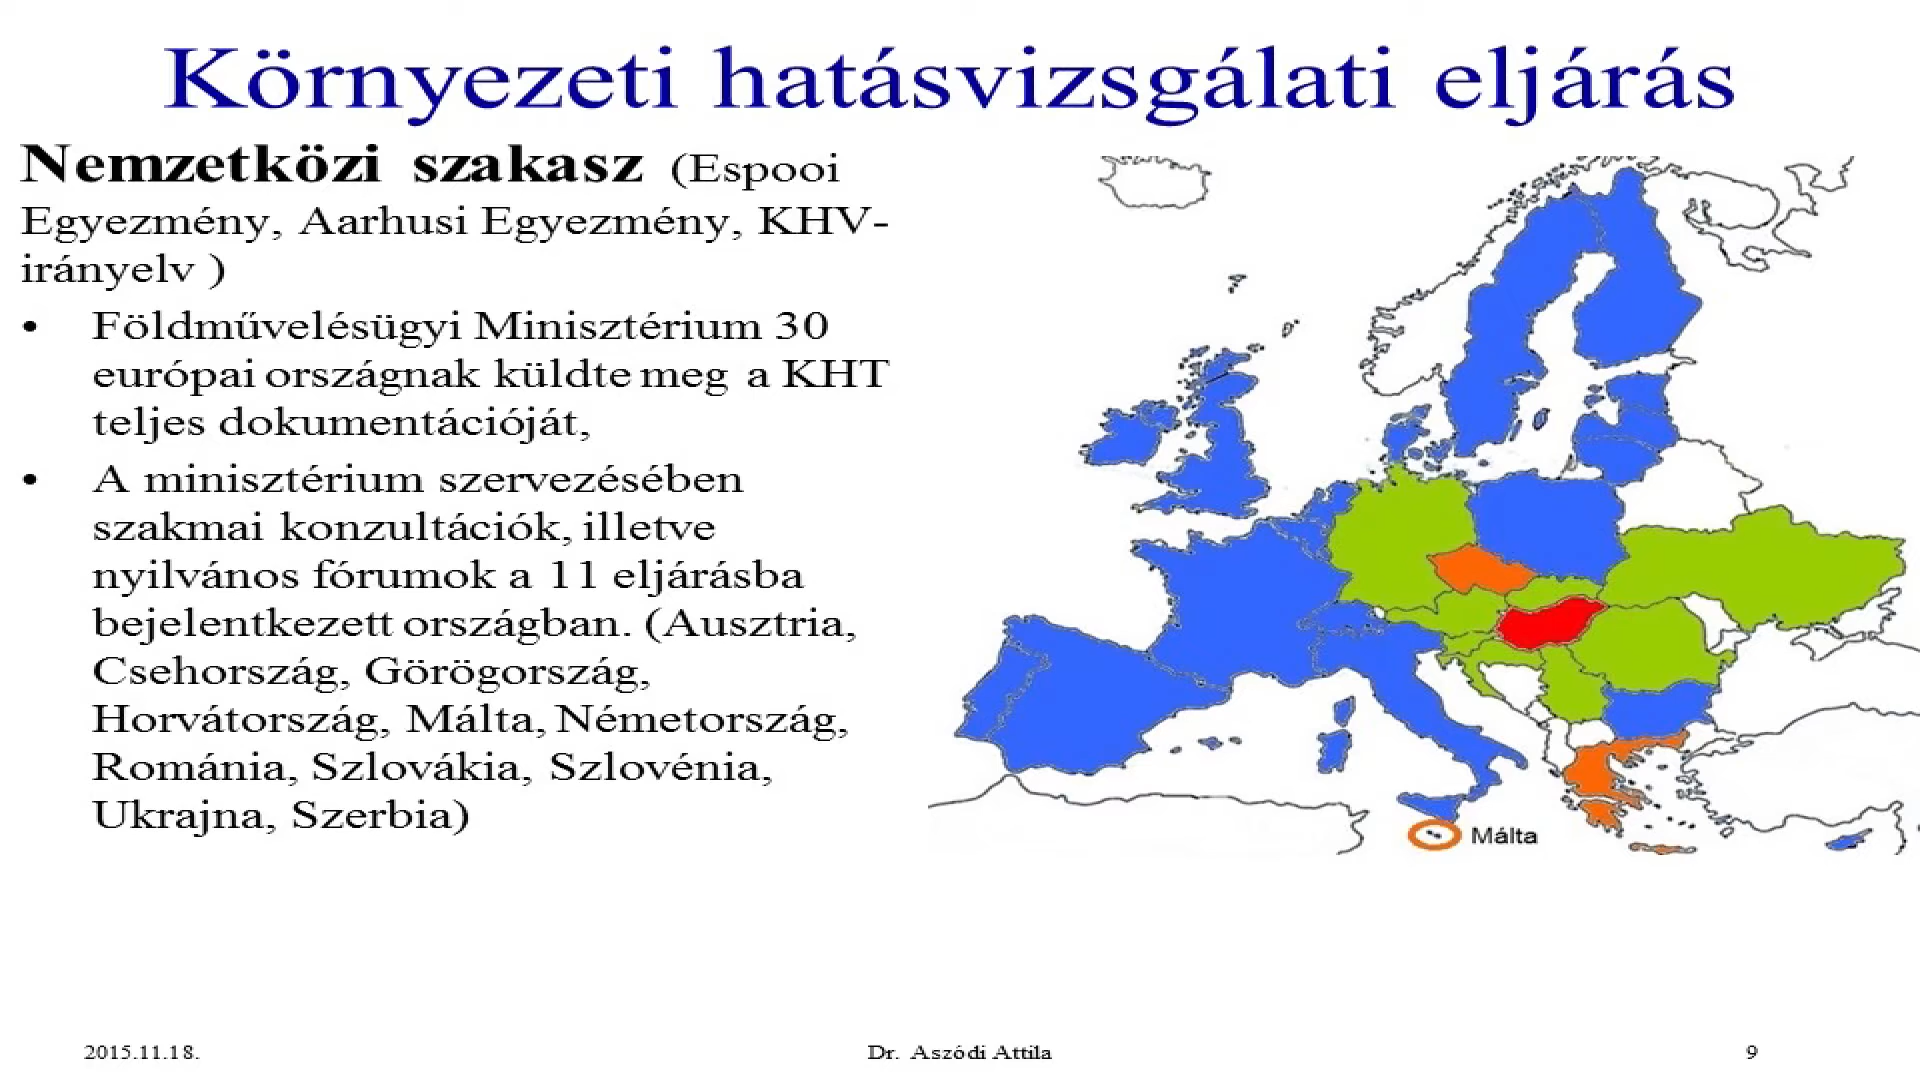 Környezeti hatásvizsgálati eljárás
Nemzetközi szakasz (Espooi
Egyezmény, Aarhusi Egyezmény, KHV-
irányelv )
• Földművelésügyi Minisztérium 30
európai országnak küldte meg a KHT
teljes dokumentációját,
• A minisztérium szervezésében
szakmai konzultációk, illetve
nyilvános fórumok a 11 eljárásba
bejelentkezett országban. (Ausztria,
Csehország, Görögország,
Horvátország, Málta, Németország,
Románia, Szlovákia, Szlovénia,
Ukrajna, Szerbia)
Málta
2015.11.18.
Dr. Aszódi Attila
9